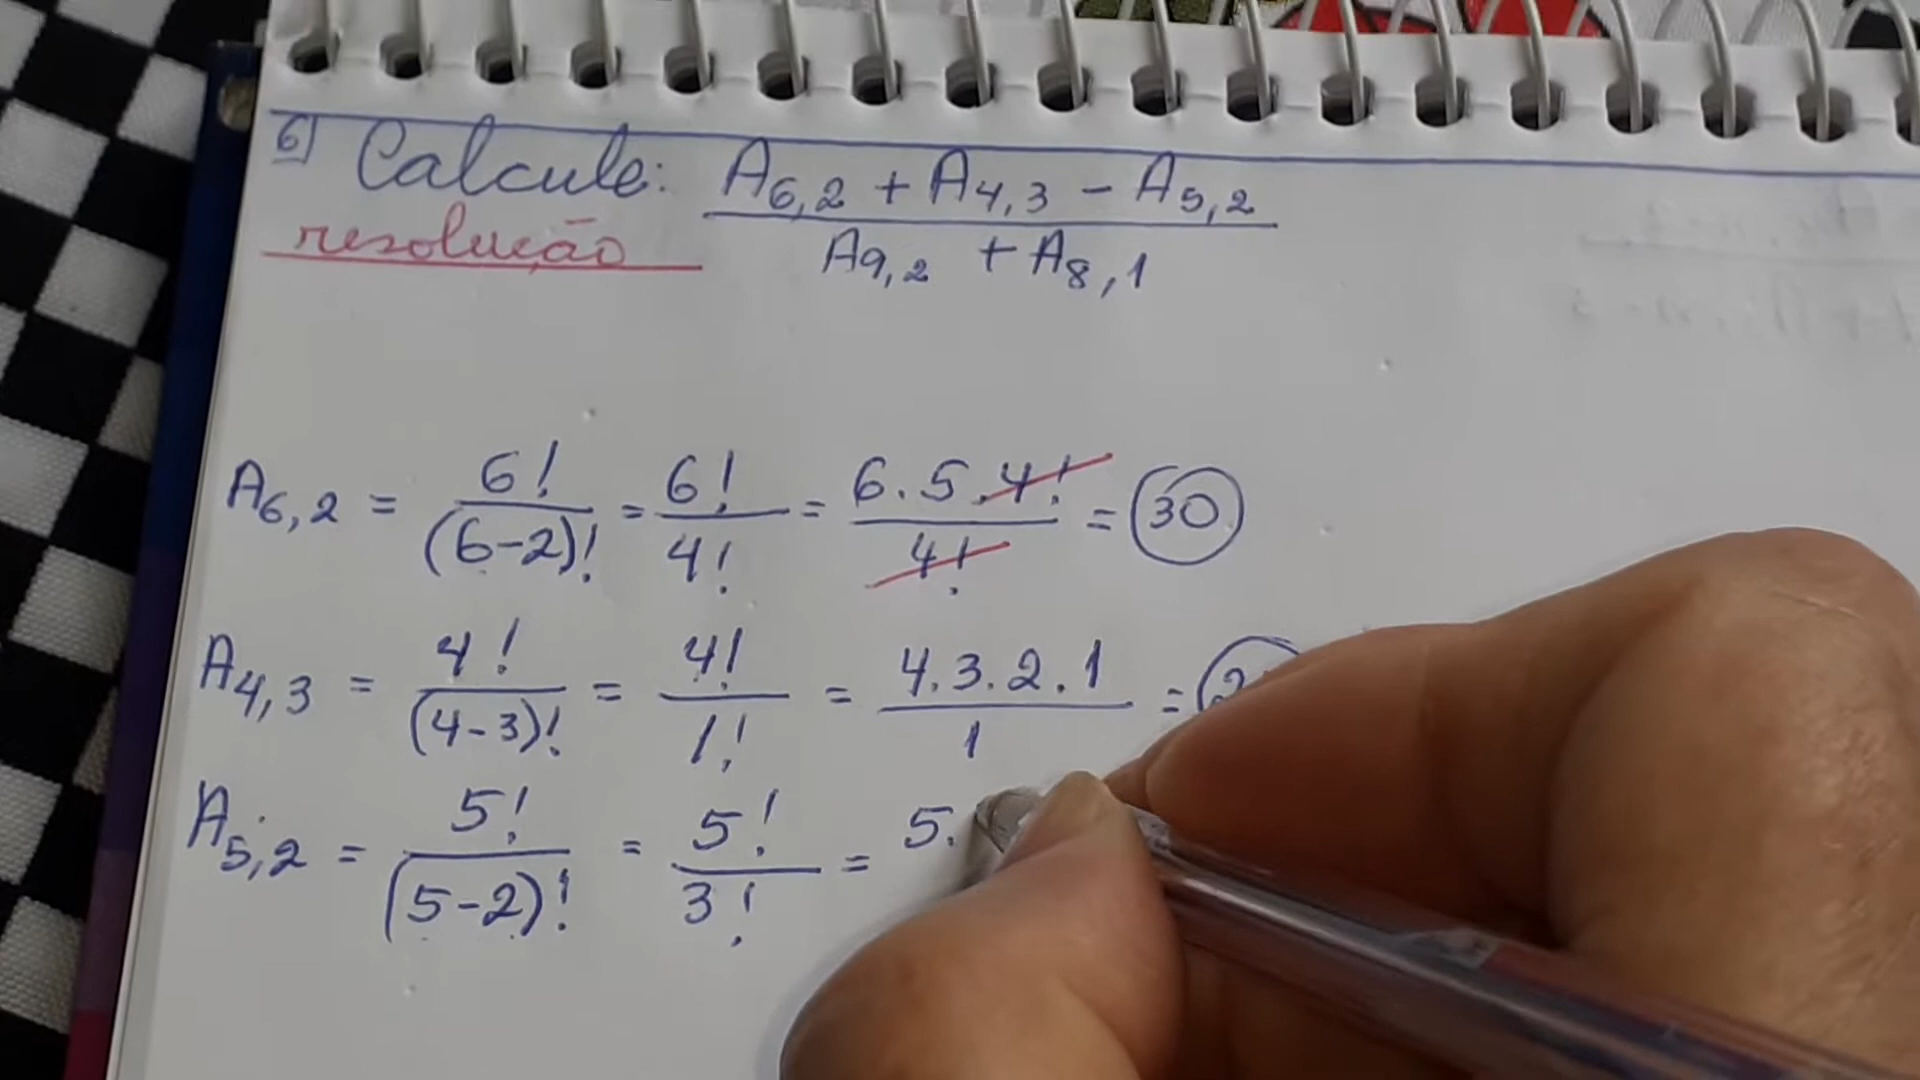 6) Calcule: A6,2 + A4,3 - A5,2
A9,2 + A8,1
resolução
A6,2 = 6! / (6-2)! = 6! / 4! = 6.5.4! / 4! = 30
A4,3 = 4! / (4-3)! = 4! / 1! = 4.3.2.1 / 1 =
A5,2 = 5! / (5-2)! = 5! / 3! = 5.